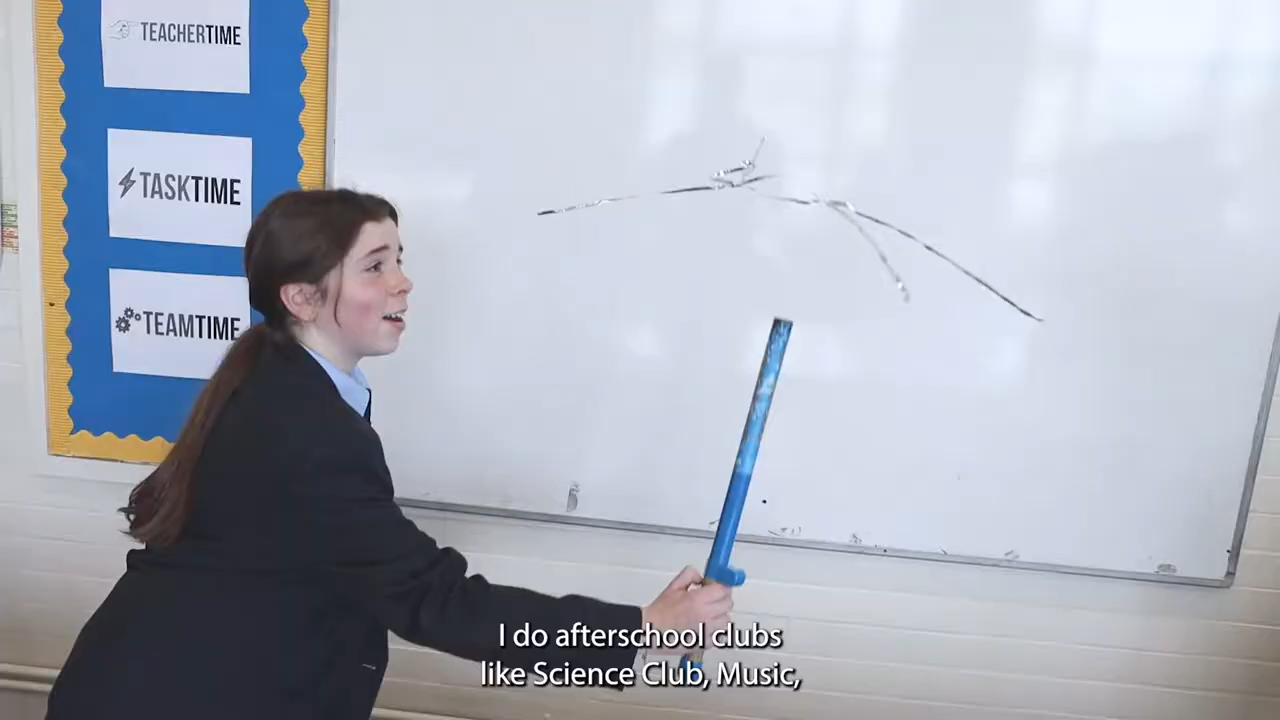 TEACHERTIME
TASKTIME
TEAMTIME
I do afterschool clubs
like Science Club, Music,